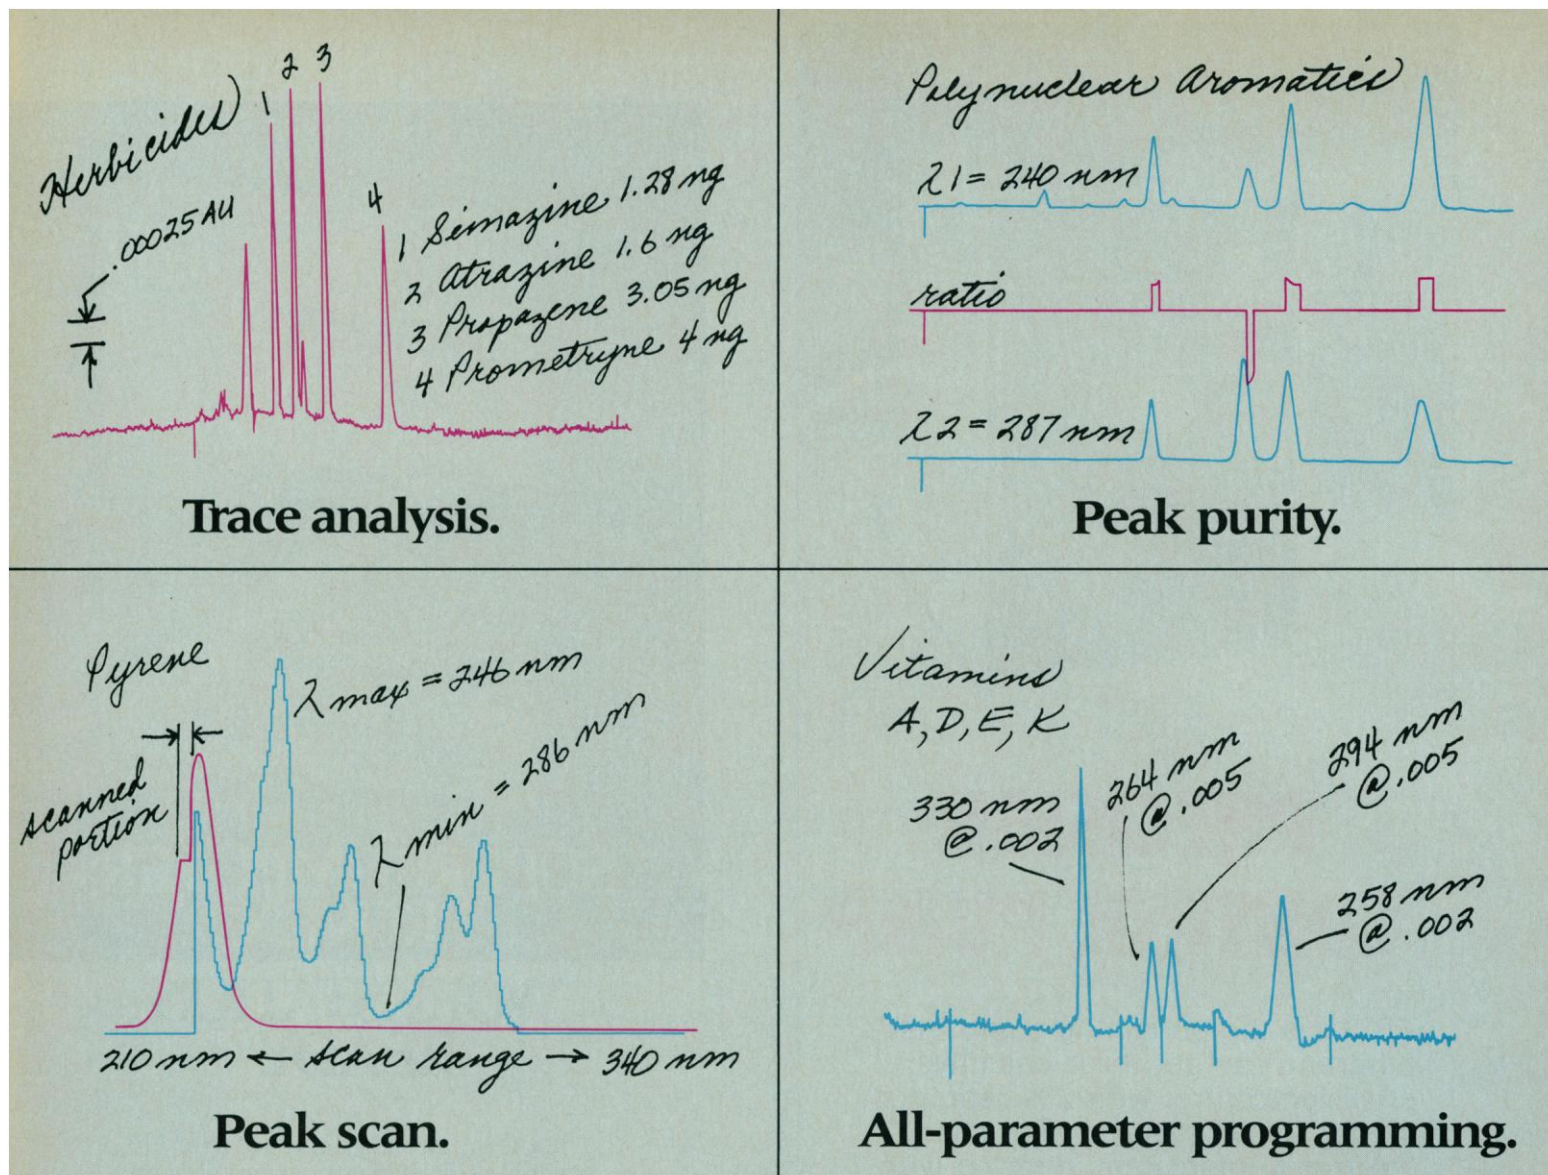 Herbicides
1 2 3
.00025 AU
4
1 Simazine 1.28 ng
2 Atrazine 1.6 ng
3 Propazene 3.05 ng
4 Prometryne 4 ng
Trace analysis.
Polynuclear Aromatics
λ1 = 240 nm
ratio
λ2 = 287 nm
Peak purity.
Pyrene
λ max = 246 nm
λ min = 286 nm
scanned
portion
210 nm ← scan range → 340 nm
Peak scan.
Vitamins
A, D, E, K
330 nm
@ .002
264 nm
@ .005
294 nm
@ .005
258 nm
@ .002
All-parameter programming.